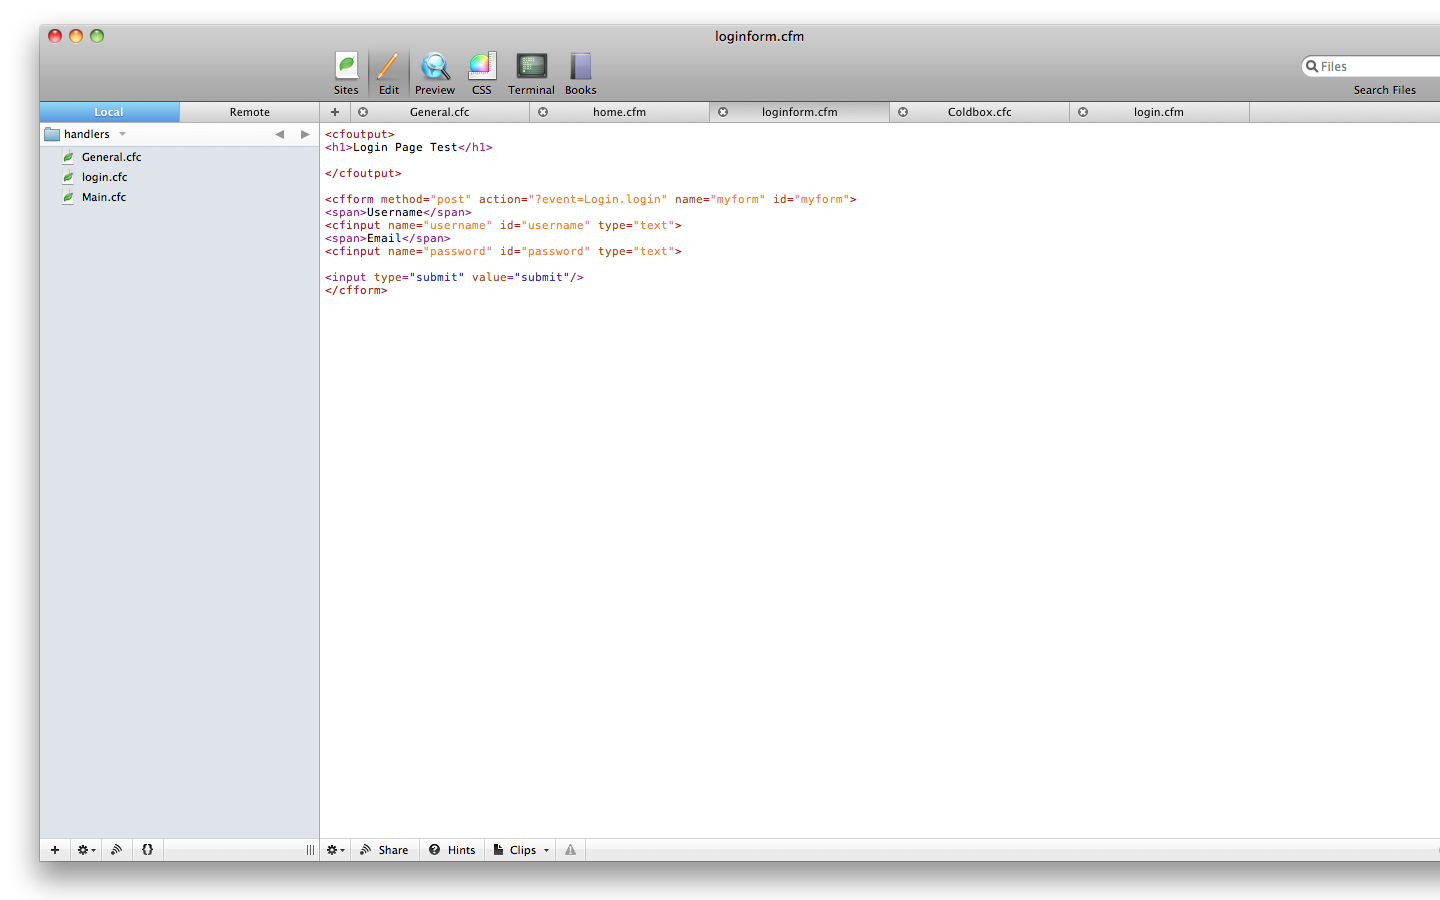 loginform.cfm
Sites Edit Preview CSS Terminal Books
Files
Search Files
Local Remote + General.cfc home.cfm loginform.cfm Coldbox.cfc login.cfm
handlers
General.cfc
login.cfc
Main.cfc
<cfoutput>
<h1>Login Page Test</h1>
</cfoutput>
<cfform method="post" action="?event=Login.login" name="myform" id="myform">
<span>Username</span>
<cfinput name="username" id="username" type="text">
<span>Email</span>
<cfinput name="password" id="password" type="text">
<input type="submit" value="submit"/>
</cfform>
+ {} Share Hints Clips